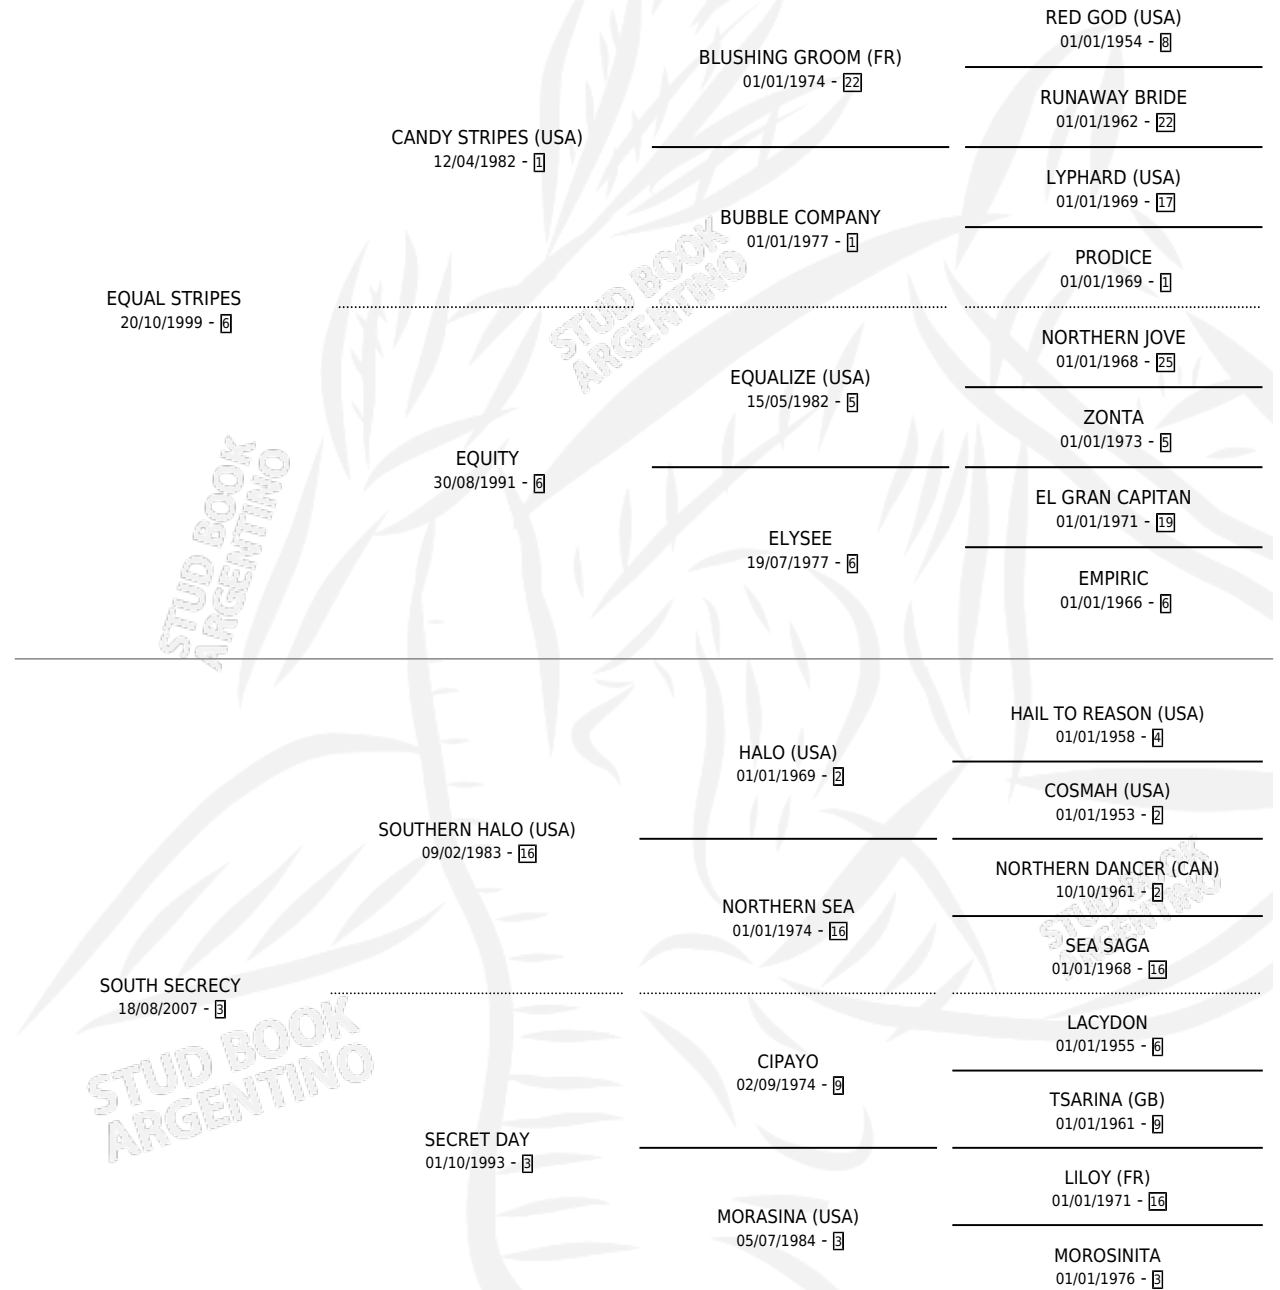 RED GOD (USA)
01/01/1954 - 8
BLUSHING GROOM (FR)
01/01/1974 - 22
RUNAWAY BRIDE
01/01/1962 - 22
CANDY STRIPES (USA)
12/04/1982 - 1
LYPHARD (USA)
01/01/1969 - 17
BUBBLE COMPANY
01/01/1977 - 1
PRODICE
01/01/1969 - 1
EQUAL STRIPES
20/10/1999 - 6
STUD BOOK
ARGENTINO
NORTHERN JOVE
01/01/1968 - 25
EQUALIZE (USA)
15/05/1982 - 5
ZONTA
01/01/1973 - 5
EQUITY
30/08/1991 - 6
EL GRAN CAPITAN
01/01/1971 - 19
ELYSEE
19/07/1977 - 6
EMPIRIC
01/01/1966 - 6
STUD BOOK
ARGENTINO
HAIL TO REASON (USA)
01/01/1958 - 4
HALO (USA)
01/01/1969 - 2
COSMAH (USA)
01/01/1953 - 2
SOUTHERN HALO (USA)
09/02/1983 - 16
NORTHERN DANCER (CAN)
10/10/1961 - 2
NORTHERN SEA
01/01/1974 - 16
STUD BOOK
ARGENTINO
SEA SAGA
01/01/1968 - 16
SOUTH SECRECY
18/08/2007 - 3
STUD BOOK
ARGENTINO
LACYDON
01/01/1955 - 6
CIPAYO
02/09/1974 - 9
TSARINA (GB)
01/01/1961 - 9
SECRET DAY
01/10/1993 - 3
LILOY (FR)
01/01/1971 - 16
MORASINA (USA)
05/07/1984 - 3
MOROSINITA
01/01/1976 - 3